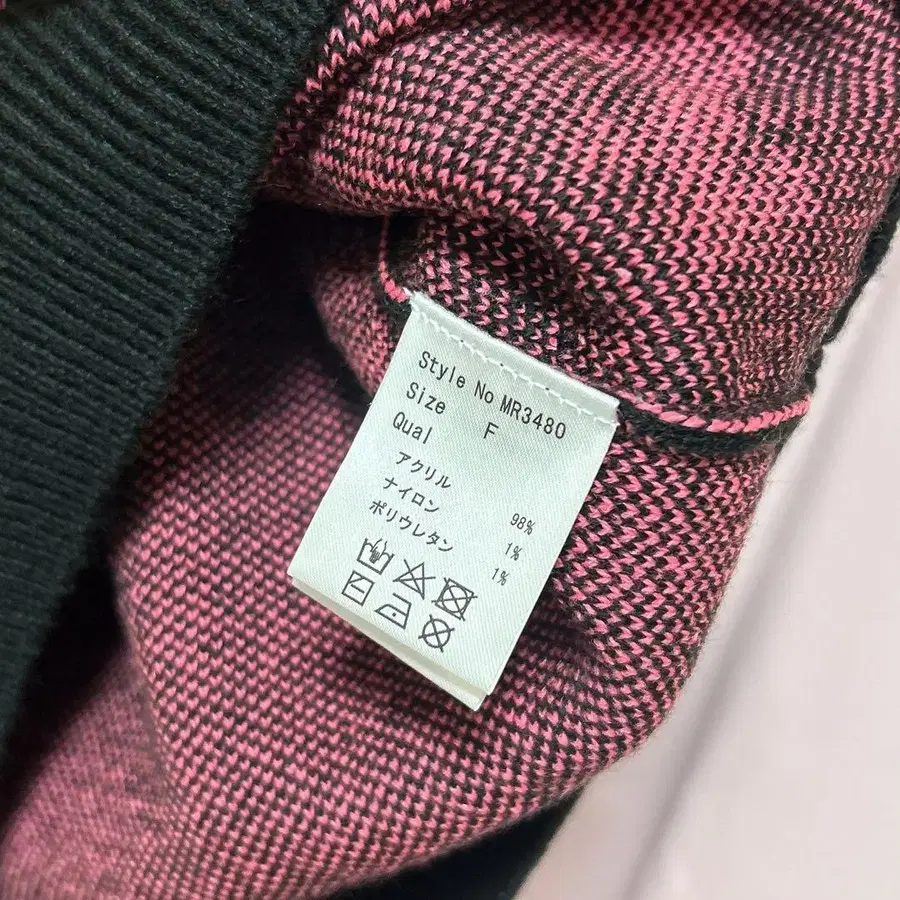 Style No MR3480
Size F
Qual
アクリル 98%
ナイロン 1%
ポリウレタン 1%